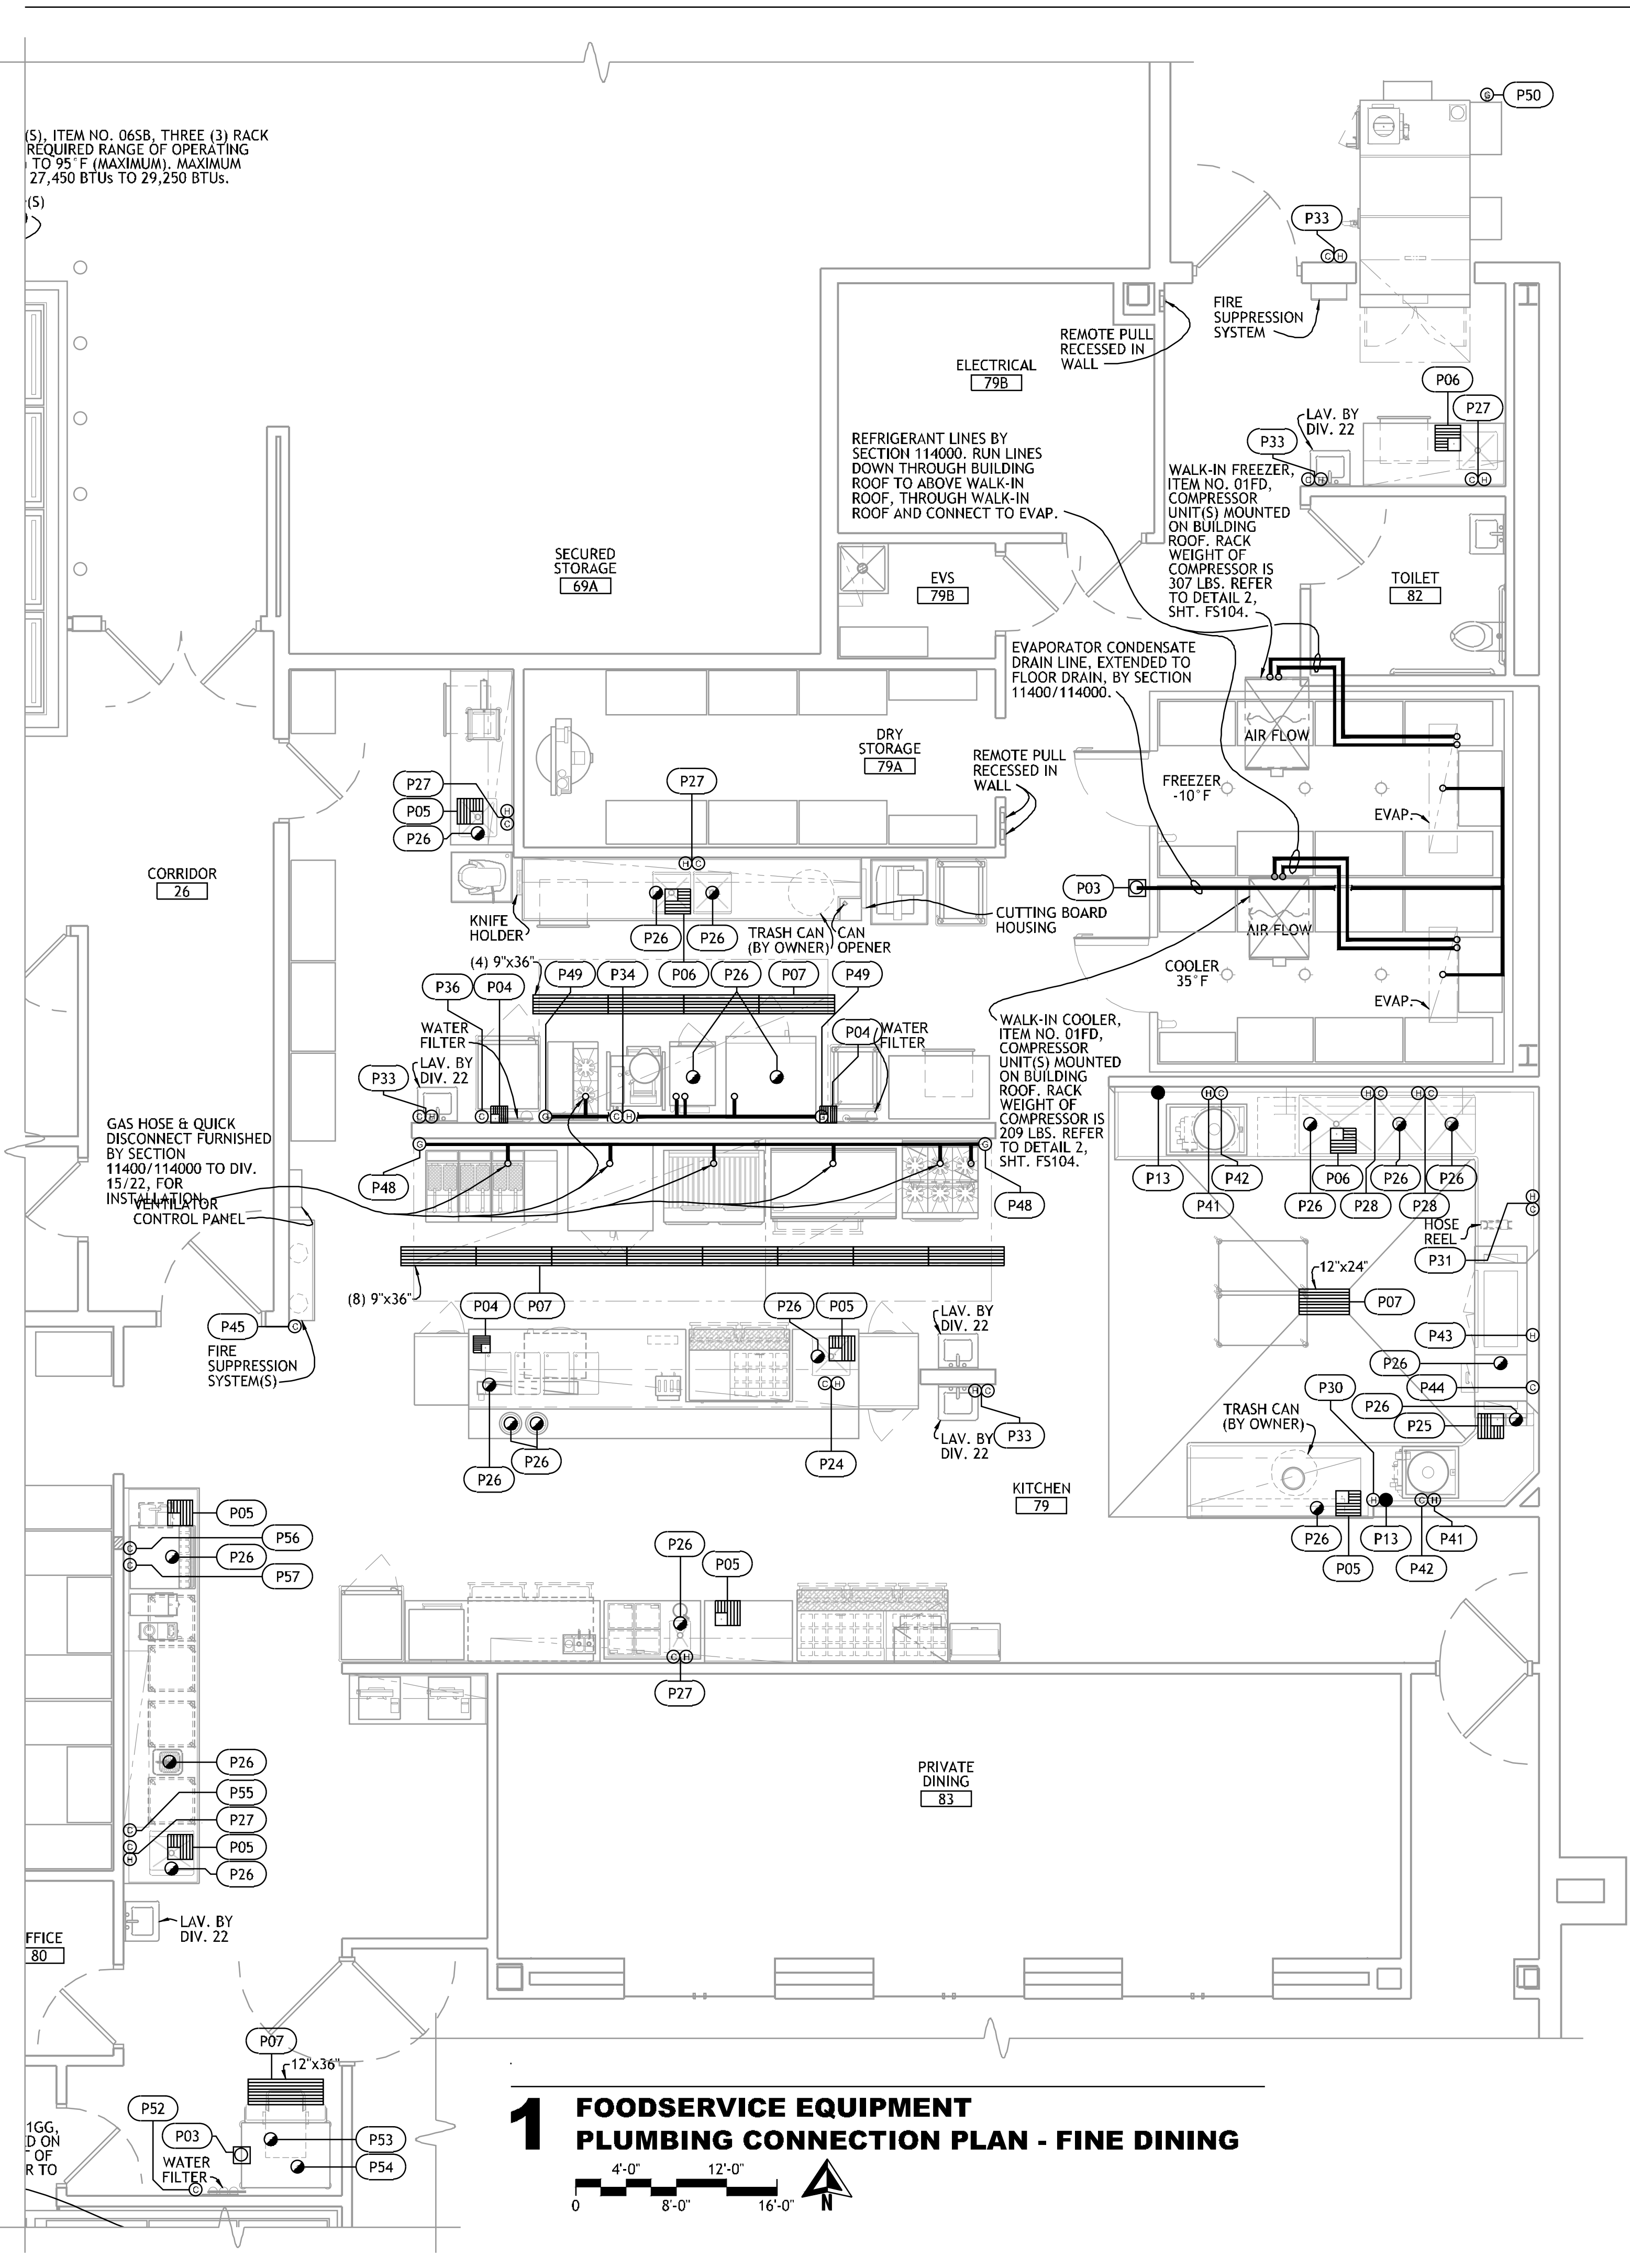 P50
(S), ITEM NO. 06SB, THREE (3) RACK
REQUIRED RANGE OF OPERATING
TO 95°F (MAXIMUM). MAXIMUM
27,450 BTUs TO 29,250 BTUs.
(S)
P33
C H
FIRE
SUPPRESSION
SYSTEM
REMOTE PULL
RECESSED IN
WALL
ELECTRICAL
79B
P06
P27
LAV. BY
DIV. 22
P33
REFRIGERANT LINES BY
SECTION 114000. RUN LINES
DOWN THROUGH BUILDING
ROOF TO ABOVE WALK-IN
ROOF, THROUGH WALK-IN
ROOF AND CONNECT TO EVAP.
WALK-IN FREEZER,
ITEM NO. 01FD,
COMPRESSOR
UNIT(S) MOUNTED
ON BUILDING
ROOF. RACK
WEIGHT OF
COMPRESSOR IS
307 LBS. REFER
TO DETAIL 2,
SHT. FS104.
SECURED
STORAGE
69A
EVS
79B
TOILET
82
EVAPORATOR CONDENSATE
DRAIN LINE, EXTENDED TO
FLOOR DRAIN, BY SECTION
11400/114000.
AIR FLOW
DRY
STORAGE
79A
REMOTE PULL
RECESSED IN
WALL
FREEZER
-10°F
EVAP.
P27
P05
P26
P27
CORRIDOR
26
P03
KNIFE
HOLDER
P26
P26
TRASH CAN
(BY OWNER)
CAN
OPENER
CUTTING BOARD
HOUSING
AIR FLOW
COOLER
35°F
EVAP.
(4) 9"x36"
P49
P34
P06
P26
P07
P49
P36
P04
WATER
FILTER
P04
WATER
FILTER
LAV. BY
DIV. 22
P33
WALK-IN COOLER,
ITEM NO. 01FD,
COMPRESSOR
UNIT(S) MOUNTED
ON BUILDING
ROOF. RACK
WEIGHT OF
COMPRESSOR IS
209 LBS. REFER
TO DETAIL 2,
SHT. FS104.
GAS HOSE & QUICK
DISCONNECT FURNISHED
BY SECTION
11400/114000 TO DIV.
15/22, FOR
INSTALLATION.
VENTILATOR
CONTROL PANEL
P48
P48
P13
P42
P41
P06
P26
P28
P26
P28
P26
HOSE
REEL
P31
12"x24"
P07
(8) 9"x36"
P04
P07
P26
P05
LAV. BY
DIV. 22
P45
FIRE
SUPPRESSION
SYSTEM(S)
P43
P26
P44
P30
P26
P25
TRASH CAN
(BY OWNER)
P26
P26
P24
P33
LAV. BY
DIV. 22
KITCHEN
79
P05
P56
P26
P57
P26
P05
P26
P13
P41
P05
P42
P27
P26
P55
P27
P05
P26
PRIVATE
DINING
83
LAV. BY
DIV. 22
FFICE
80
P07
12"x36"
P52
P03
P53
P54
WATER
FILTER
1GG,
D ON
OF
R TO
1
FOODSERVICE EQUIPMENT
PLUMBING CONNECTION PLAN - FINE DINING
4'-0" 12'-0"
0 8'-0" 16'-0"
N